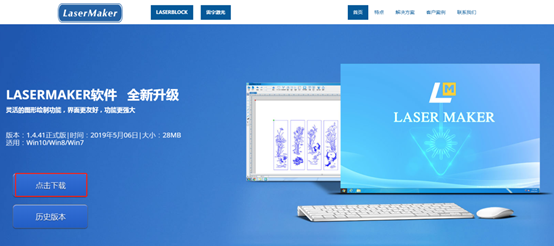 LaserMaker
LASERBLOCK
雷宇激光
首页
特点
解决方案
客户案例
联系我们
LASERMAKER软件 全新升级
灵活的图形绘制功能，界面更友好，功能更强大
版本：1.4.41正式版|时间：2019年5月06日|大小：28MB
适用：Win10/Win8/Win7
点击下载
历史版本
LM
LASER MAKER